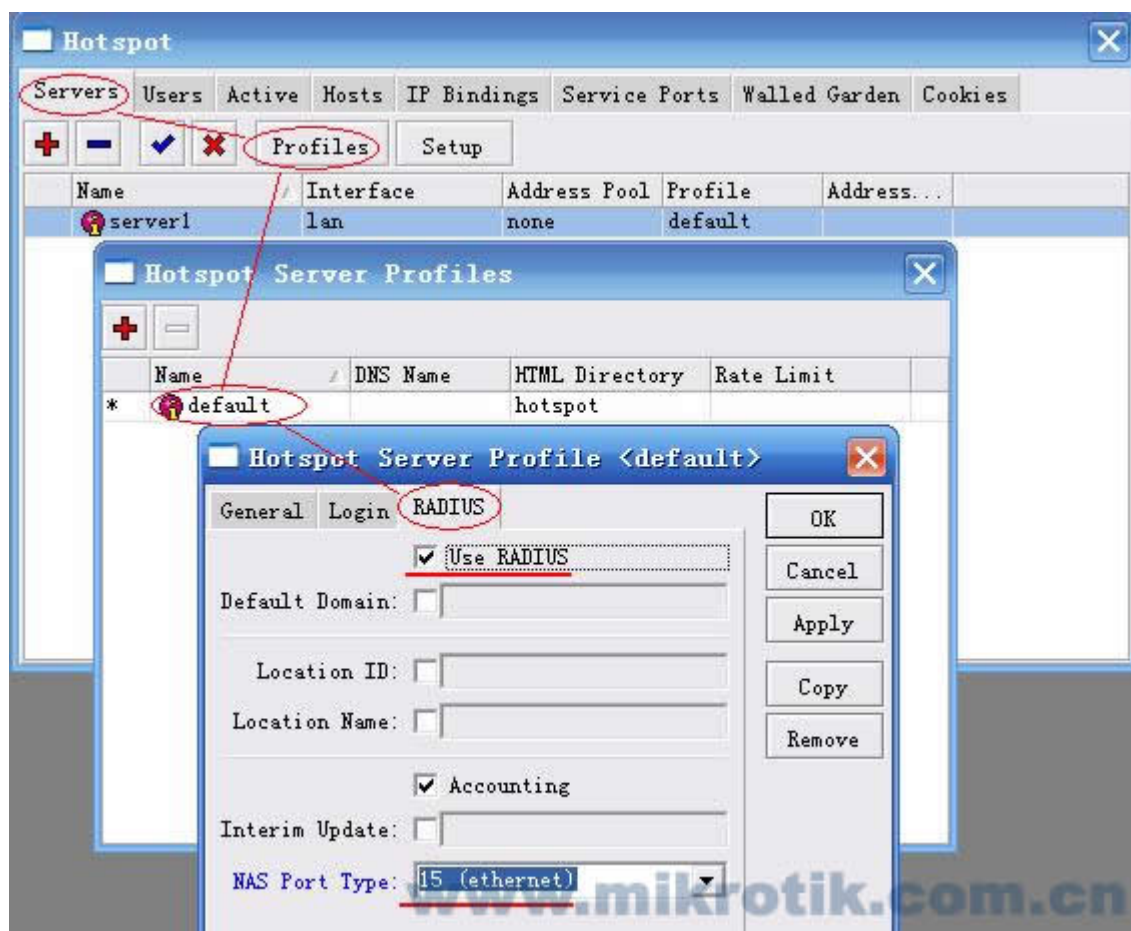 Hotspot
Servers Users Active Hosts IP Bindings Service Ports Walled Garden Cookies
Profiles Setup
Name Interface Address Pool Profile Address...
server1 lan none default
Hotspot Server Profiles
Name DNS Name HTML Directory Rate Limit
* default hotspot
Hotspot Server Profile <default>
General Login RADIUS
OK
Use RADIUS
Cancel
Default Domain:
Apply
Location ID:
Copy
Location Name:
Remove
Accounting
Interim Update:
NAS Port Type: 15 (ethernet)
www.mikrotik.com.cn